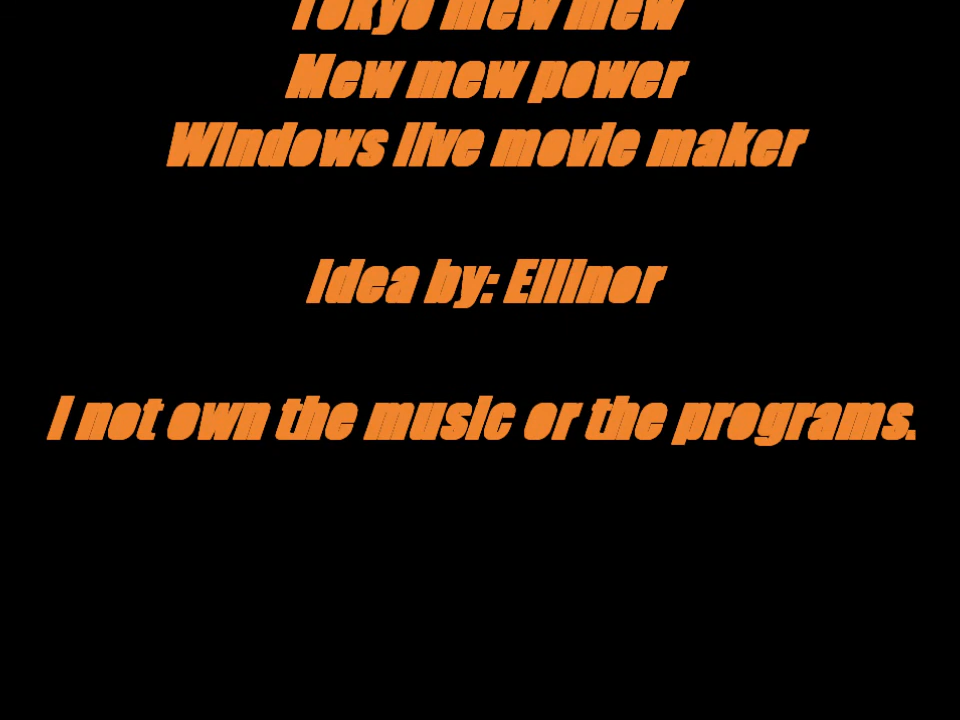 Tokyo mew mew
Mew mew power
Windows live movie maker
Idea by: Ellinor
I not own the music or the programs.